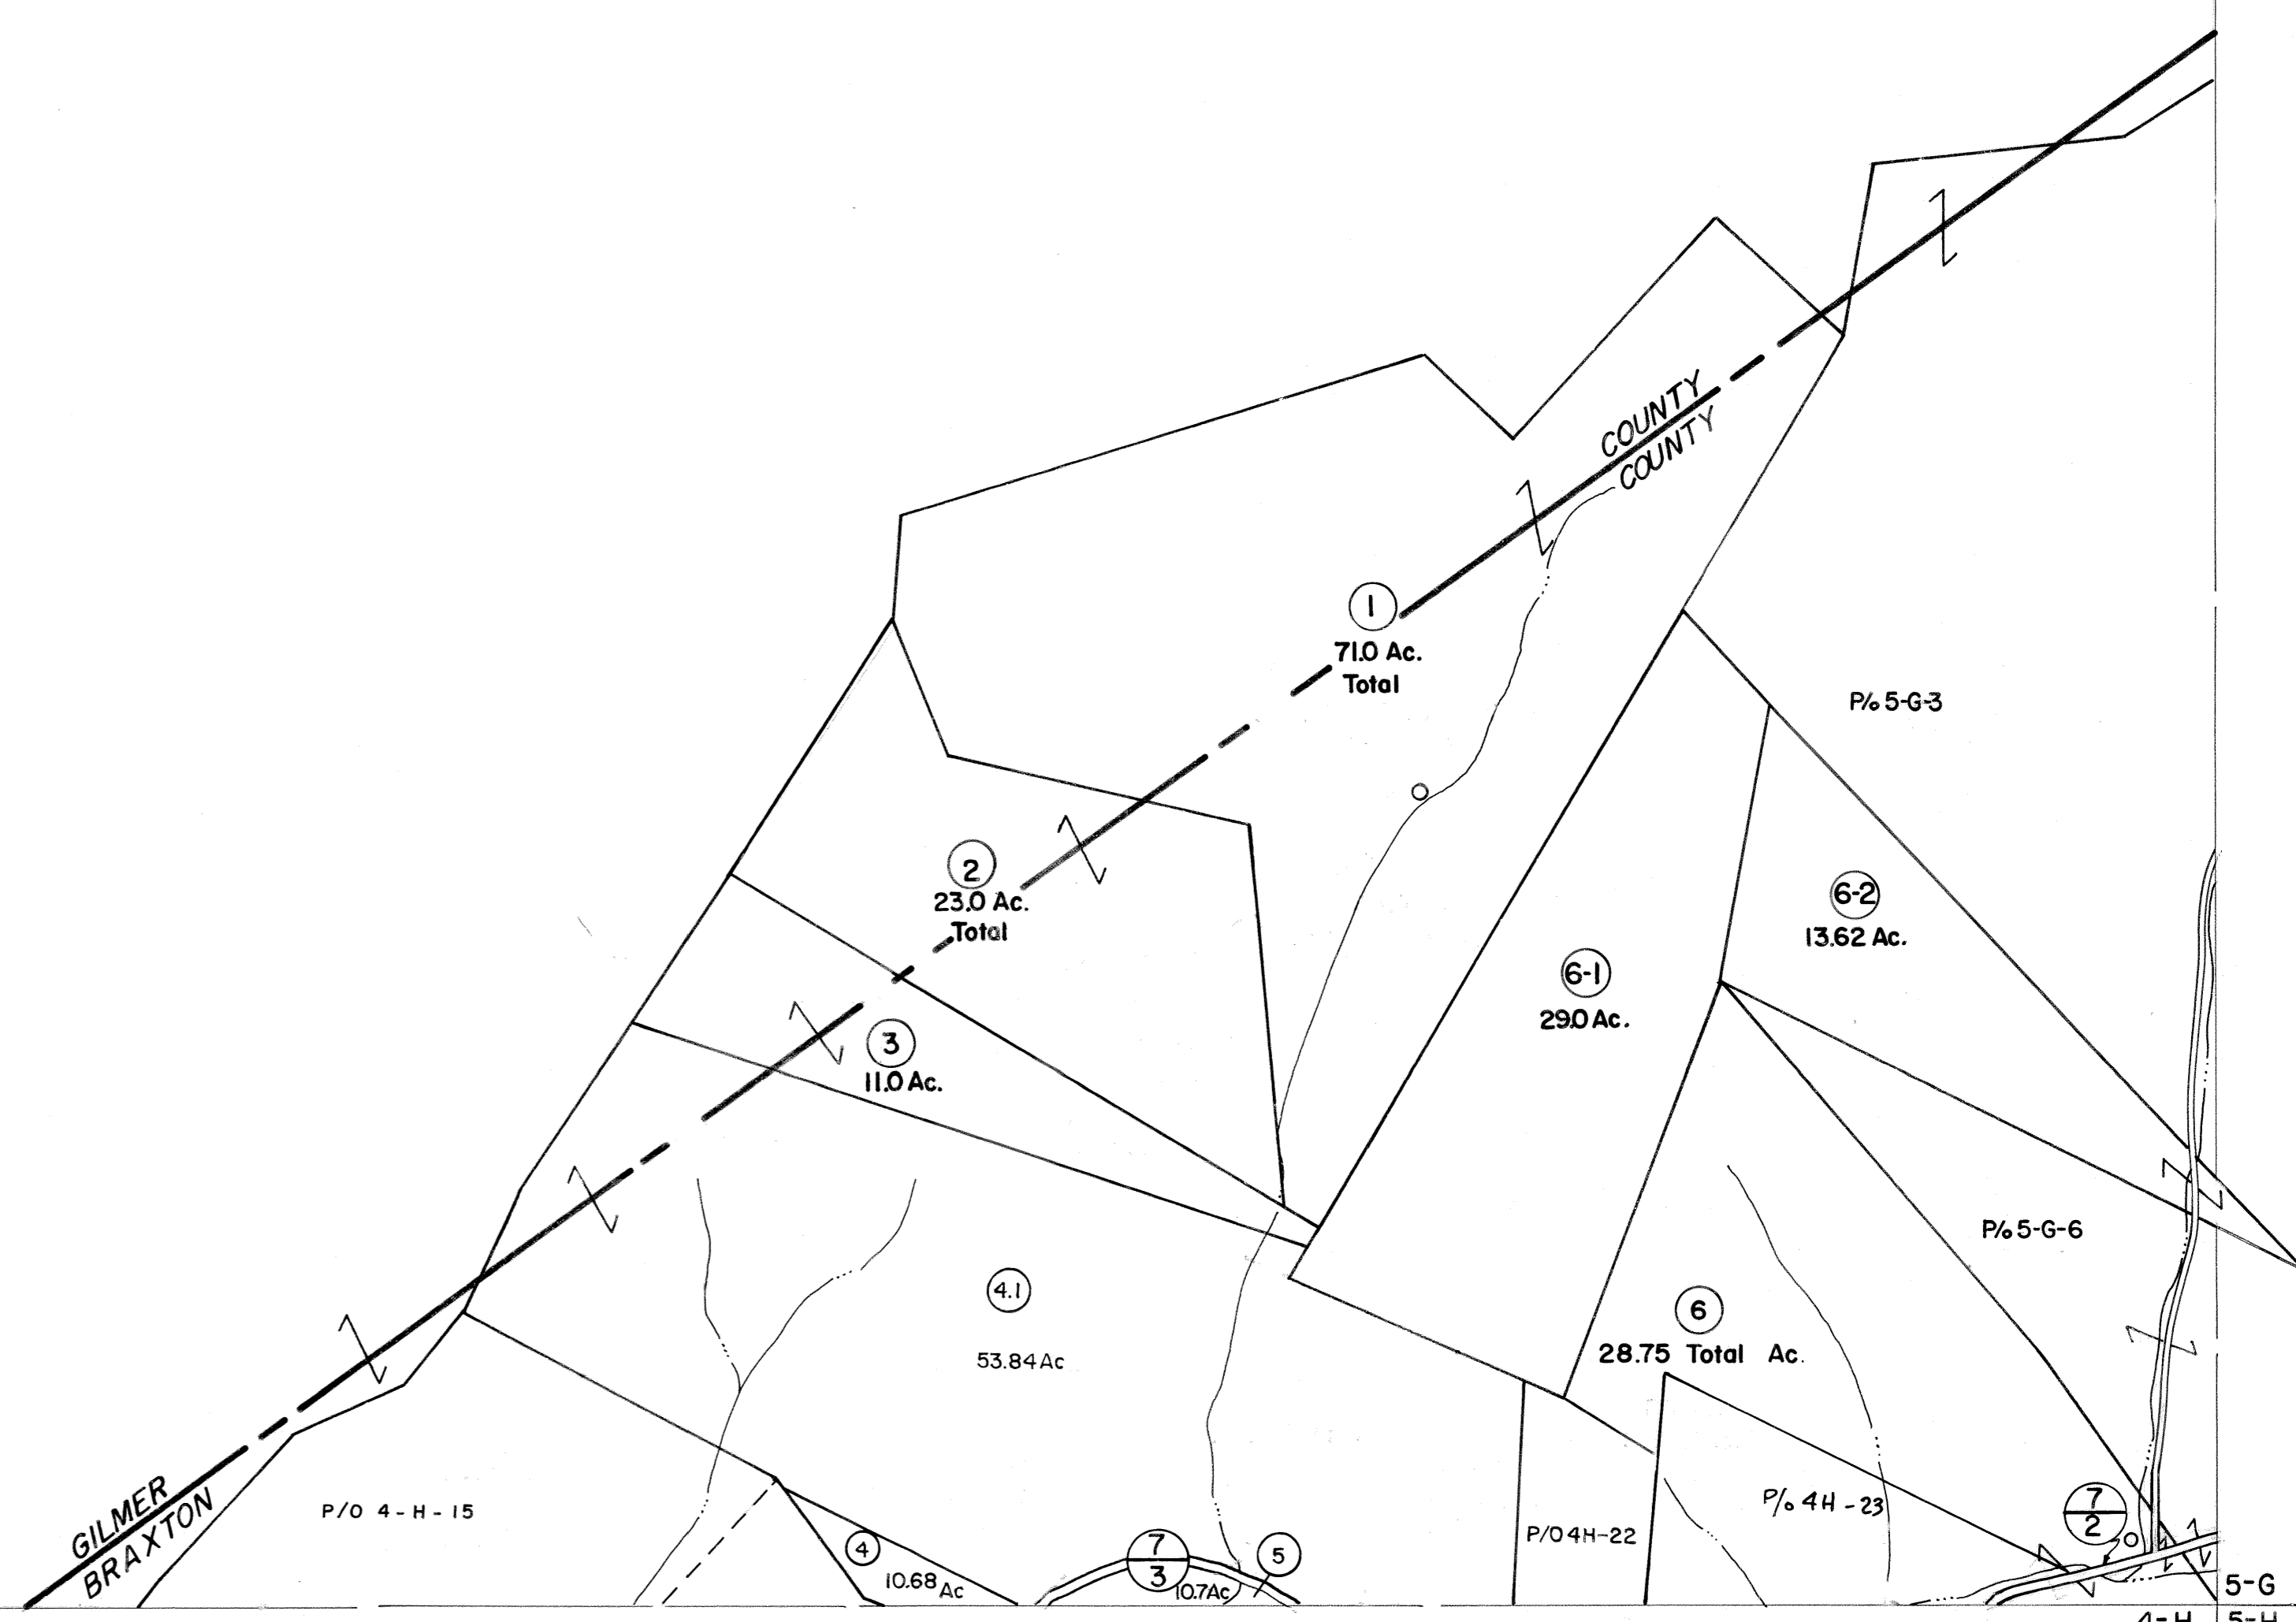 COUNTY
COUNTY
1
71.0 Ac.
Total
P/o 5-G-3
2
23.0 Ac.
Total
6-2
13.62 Ac.
6-1
29.0 Ac.
3
11.0 Ac.
P/o 5-G-6
4.1
53.84 Ac
6
28.75 Total Ac.
GILMER
BRAXTON
P/O 4-H-15
P/o 4H-23
7
2
P/O 4H-22
4
10.68 Ac
7
3
10.7Ac
5
5-G
4-H
5-H